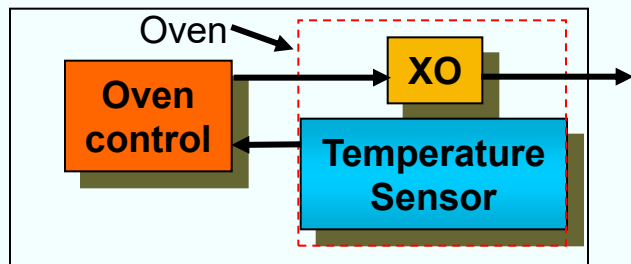 Oven
XO
Oven
control
Temperature
Sensor